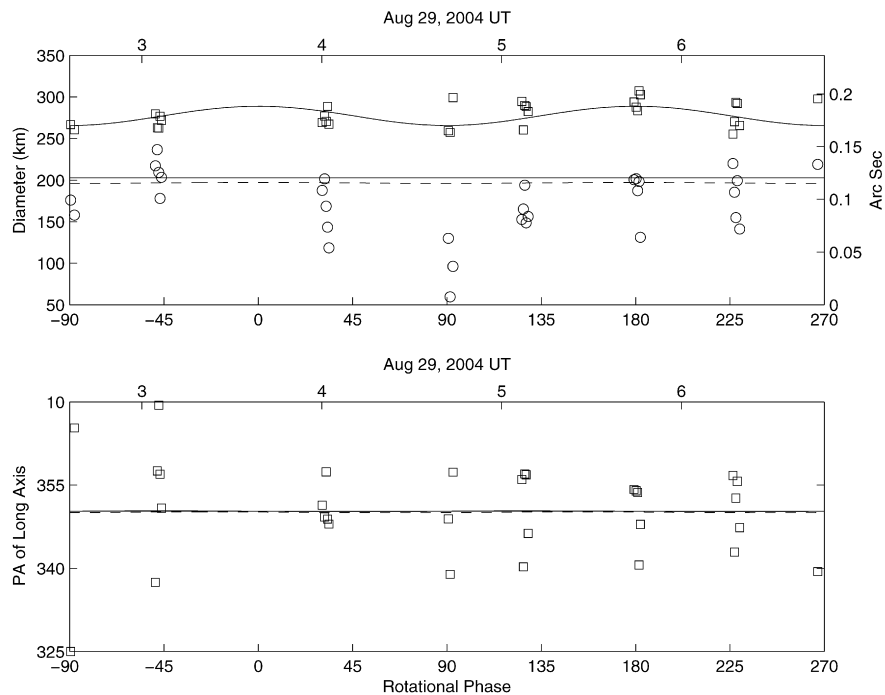 Aug 29, 2004 UT
3 4 5 6
350
300
250
200
150
100
50
Diameter (km)
0.2
0.15
0.1
0.05
0
Arc Sec
−90 −45 0 45 90 135 180 225 270
Aug 29, 2004 UT
3 4 5 6
10
355
340
325
PA of Long Axis
−90 −45 0 45 90 135 180 225 270
Rotational Phase